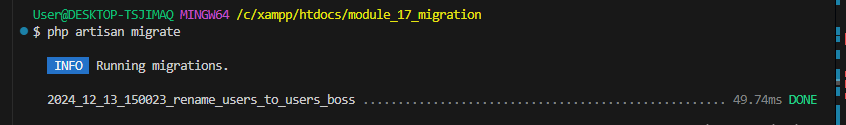 User@DESKTOP-TSJIMAQ MINGW64 /c/xampp/htdocs/module_17_migration
$ php artisan migrate
INFO Running migrations.
2024_12_13_150023_rename_users_to_users_boss ................................................... 49.74ms DONE